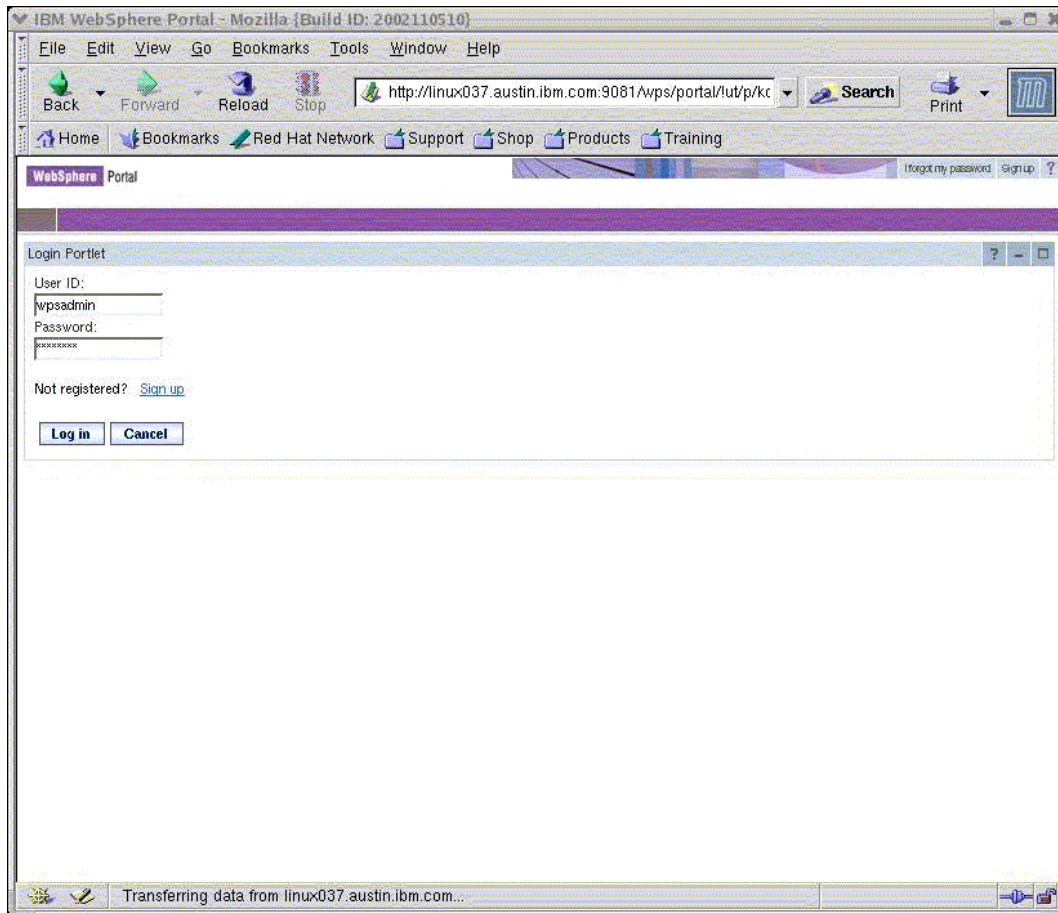 IBM WebSphere Portal - Mozilla {Build ID: 2002110510}
File Edit View Go Bookmarks Tools Window Help
Back Forward Reload Stop http://linux037.austin.ibm.com:9081/wps/portal/!ut/p/kc Search Print
Home Bookmarks Red Hat Network Support Shop Products Training
WebSphere Portal I forgot my password Sign up ?
Login Portlet ?
User ID:
wpsadmin
Password:
********
Not registered? Sign up
Log in Cancel
Transferring data from linux037.austin.ibm.com...